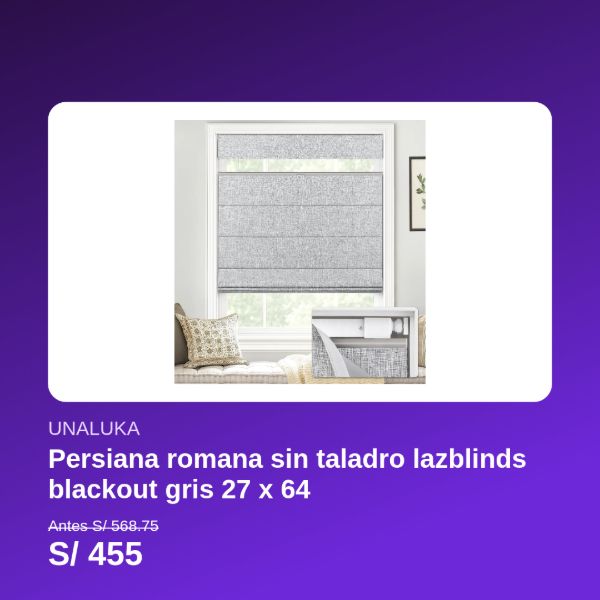 UNALUKA
Persiana romana sin taladro lazblinds
blackout gris 27 x 64
Antes S/ 568.75
S/ 455